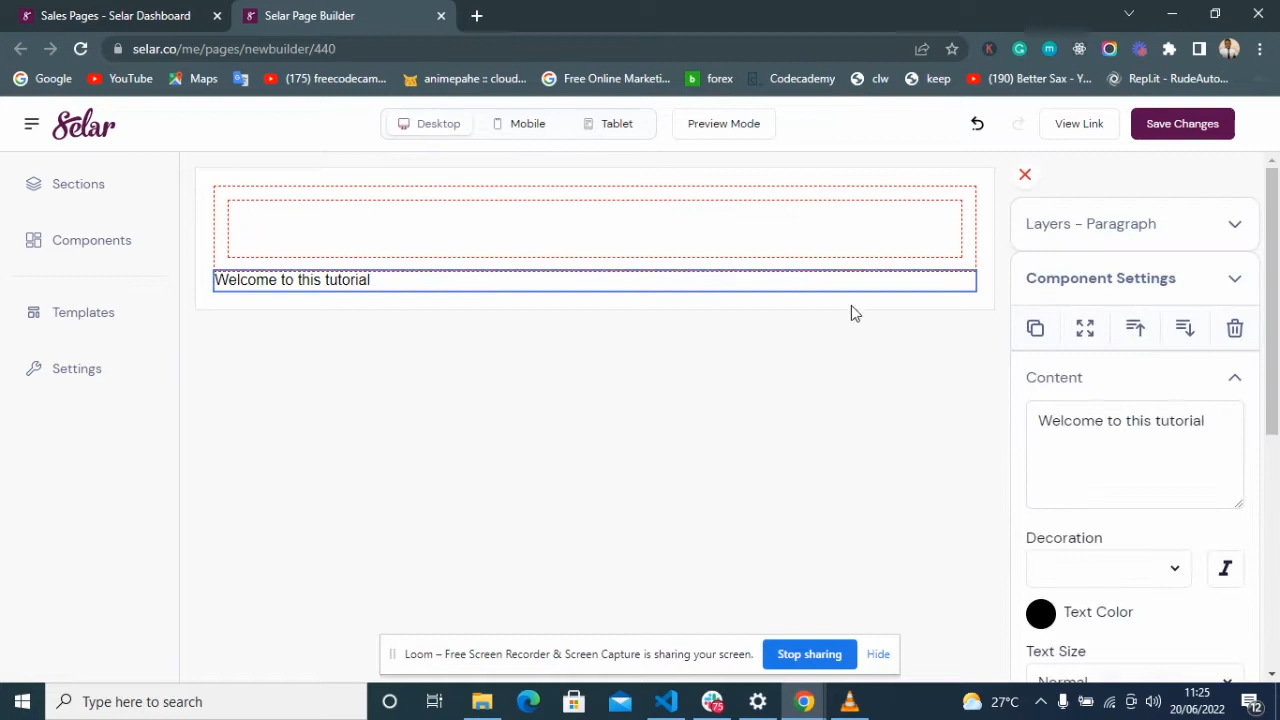 Sales Pages - Selar Dashboard
Selar Page Builder
selar.co/me/pages/newbuilder/440
Google
YouTube
Maps
(175) freecodecam...
animepahe :: cloud...
Free Online Marketi...
forex
Codecademy
clw
keep
(190) Better Sax - Y...
Repl.it - RudeAuto...
Selar
Desktop
Mobile
Tablet
Preview Mode
View Link
Save Changes
Sections
Components
Templates
Settings
Welcome to this tutorial
Layers - Paragraph
Component Settings
Content
Welcome to this tutorial
Decoration
I
Text Color
Text Size
Normal
Loom – Free Screen Recorder & Screen Capture is sharing your screen.
Stop sharing
Hide
Type here to search
75
27°C
11:25
20/06/2022
12